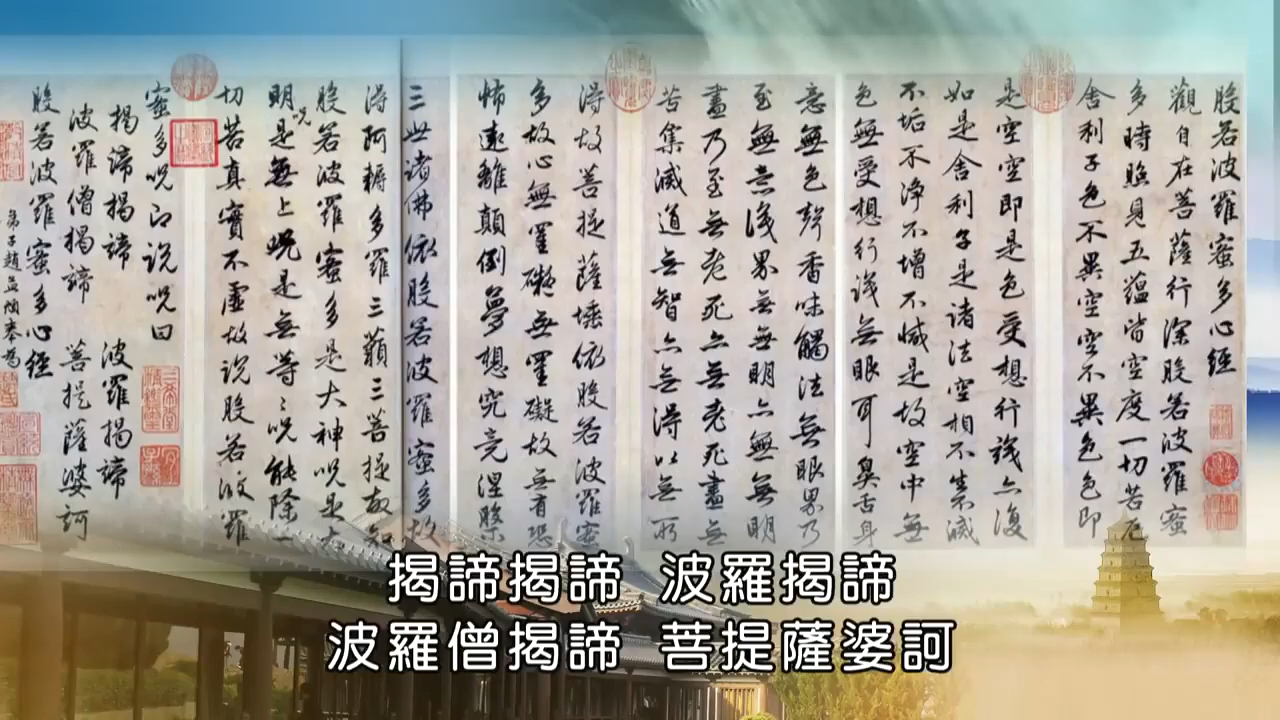 般若波羅蜜多心經
觀自在菩薩行深般若波羅蜜
多時照見五蘊皆空度一切苦厄
舍利子色不異空空不異色色即
是空空即是色受想行識亦復
如是舍利子是諸法空相不生不滅
不垢不淨不增不減是故空中無
色無受想行識無眼耳鼻舌身
意無色聲香味觸法無眼界乃
至無意識界無無明亦無無明
盡乃至無老死亦無老死盡無
苦集滅道無智亦無得以無所
得故菩提薩埵依般若波羅蜜
多故心無罣礙無罣礙故無有恐
怖遠離顛倒夢想究竟涅槃
三世諸佛依般若波羅蜜多故
得阿耨多羅三藐三菩提故知
般若波羅蜜多是大神咒是大
明咒是無上咒是無等等咒能除一
切苦真實不虛故說般若波羅
蜜多咒即說咒曰
揭諦揭諦 波羅揭諦
波羅僧揭諦 菩提薩婆訶
般若波羅蜜多心經
弟子趙孟頫奉為
揭諦揭諦 波羅揭諦
波羅僧揭諦 菩提薩婆訶